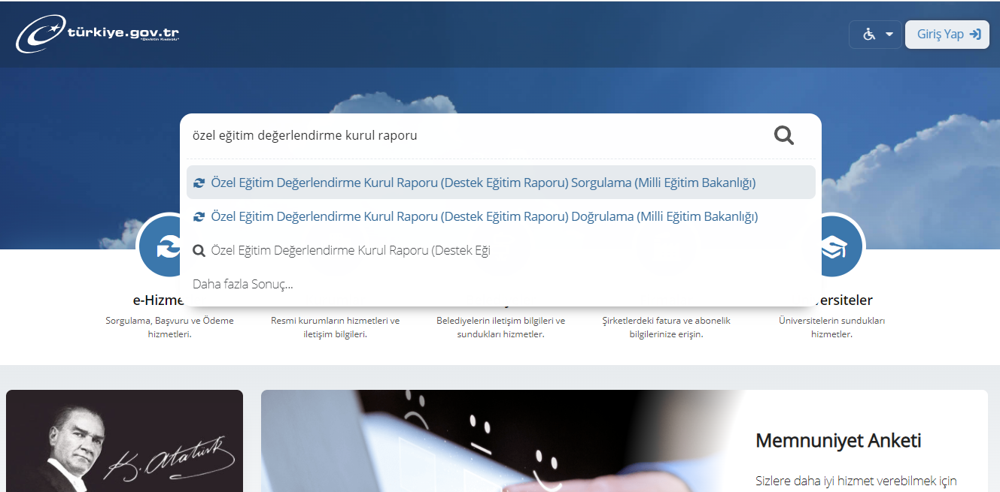 türkiye.gov.tr
"Devletin Kısayolu"
Giriş Yap
özel eğitim değerlendirme kurul raporu
Özel Eğitim Değerlendirme Kurul Raporu (Destek Eğitim Raporu) Sorgulama (Milli Eğitim Bakanlığı)
Özel Eğitim Değerlendirme Kurul Raporu (Destek Eğitim Raporu) Doğrulama (Milli Eğitim Bakanlığı)
Özel Eğitim Değerlendirme Kurul Raporu (Destek Eği
Daha fazla Sonuç...
e-Hizme
ersiteler
Sorgulama, Başvuru ve Ödeme
hizmetleri.
Resmi kurumların hizmetleri ve
iletişim bilgileri.
Belediyelerin iletişim bilgileri ve
sundukları hizmetler.
Şirketlerdeki fatura ve abonelik
bilgilerinize erişin.
Üniversitelerin sundukları
hizmetler.
K. Atatürk
Memnuniyet Anketi
Sizlere daha iyi hizmet verebilmek için